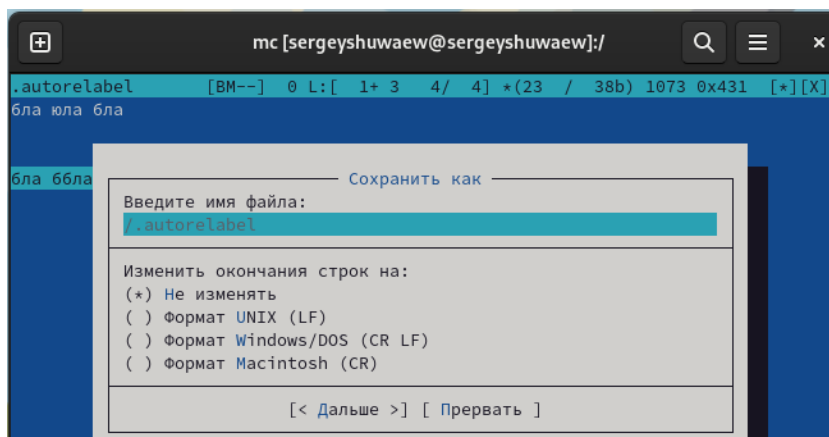 mc [sergeyshuwaew@sergeyshuwaew]:/
.autorelabel [BM--] 0 L:[ 1+ 3 4/ 4] *(23 / 38b) 1073 0x431 [*][X]
бла юла бла
бла ббла
Сохранить как
Введите имя файла:
/.autorelabel
Изменить окончания строк на:
(*) Не изменять
( ) Формат UNIX (LF)
( ) Формат Windows/DOS (CR LF)
( ) Формат Macintosh (CR)
[< Дальше >] [ Прервать ]